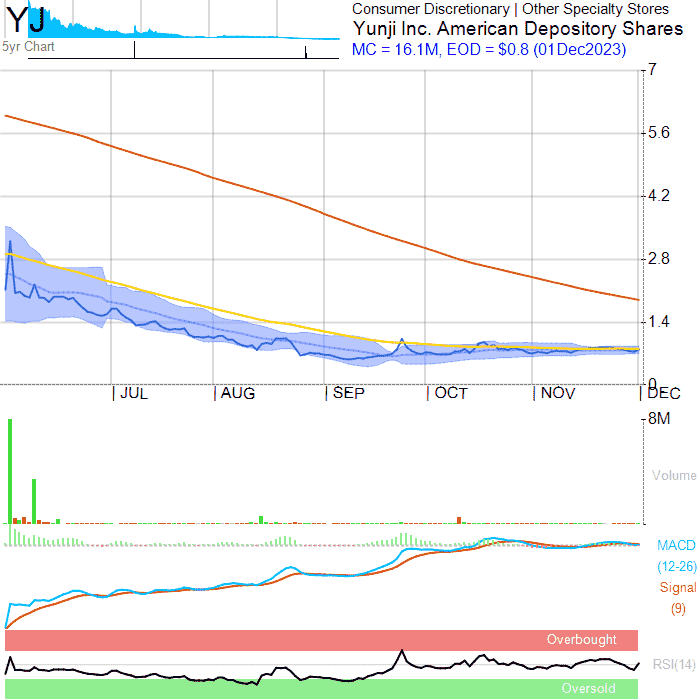 YJ
5yr Chart
Consumer Discretionary | Other Specialty Stores
Yunji Inc. American Depository Shares
MC = 16.1M, EOD = $0.8 (01Dec2023)
7
5.6
4.2
2.8
1.4
0
JUL
AUG
SEP
OCT
NOV
DEC
8M
Volume
MACD
(12-26)
Signal
(9)
Overbought
RSI(14)
Oversold